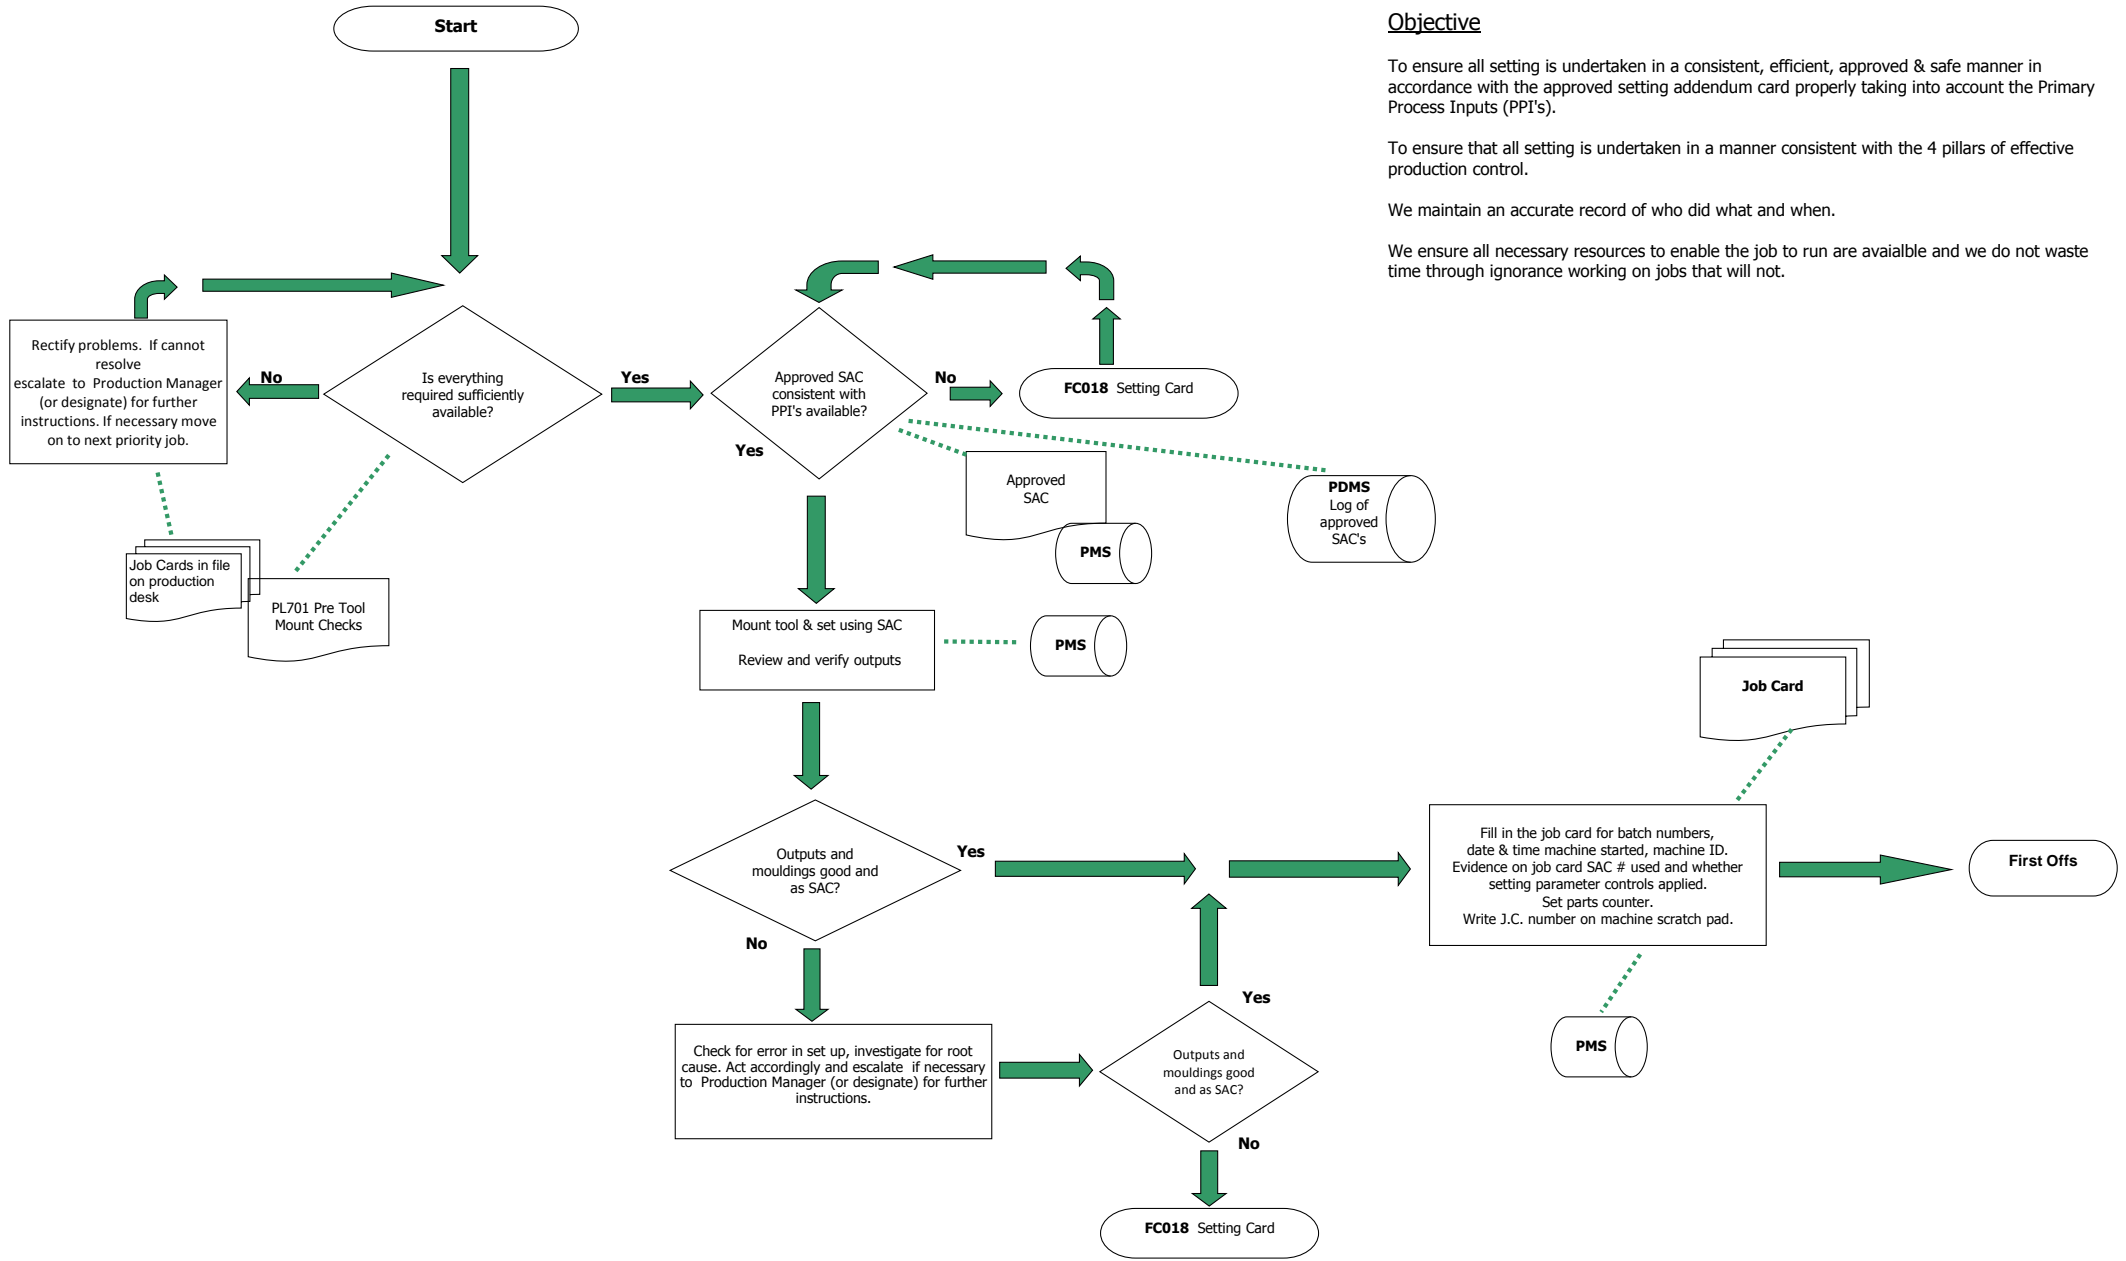 Start
Objective
To ensure all setting is undertaken in a consistent, efficient, approved & safe manner in
accordance with the approved setting addendum card properly taking into account the Primary
Process Inputs (PPI's).
To ensure that all setting is undertaken in a manner consistent with the 4 pillars of effective
production control.
We maintain an accurate record of who did what and when.
We ensure all necessary resources to enable the job to run are avaialble and we do not waste
time through ignorance working on jobs that will not.
Rectify problems. If cannot
resolve
escalate to Production Manager
(or designate) for further
instructions. If necessary move
on to next priority job.
No
Is everything
required sufficiently
available?
Yes
Approved SAC
consistent with
PPI's available?
No
FC018 Setting Card
Yes
Approved
SAC
PMS
PDMS
Log of
approved
SAC's
Job Cards in file
on production
desk
PL701 Pre Tool
Mount Checks
Mount tool & set using SAC
Review and verify outputs
PMS
Job Card
Outputs and
mouldings good and
as SAC?
Yes
Fill in the job card for batch numbers,
date & time machine started, machine ID.
Evidence on job card SAC # used and whether
setting parameter controls applied.
Set parts counter.
Write J.C. number on machine scratch pad.
First Offs
No
Yes
PMS
Check for error in set up, investigate for root
cause. Act accordingly and escalate if necessary
to Production Manager (or designate) for further
instructions.
Outputs and
mouldings good
and as SAC?
No
FC018 Setting Card